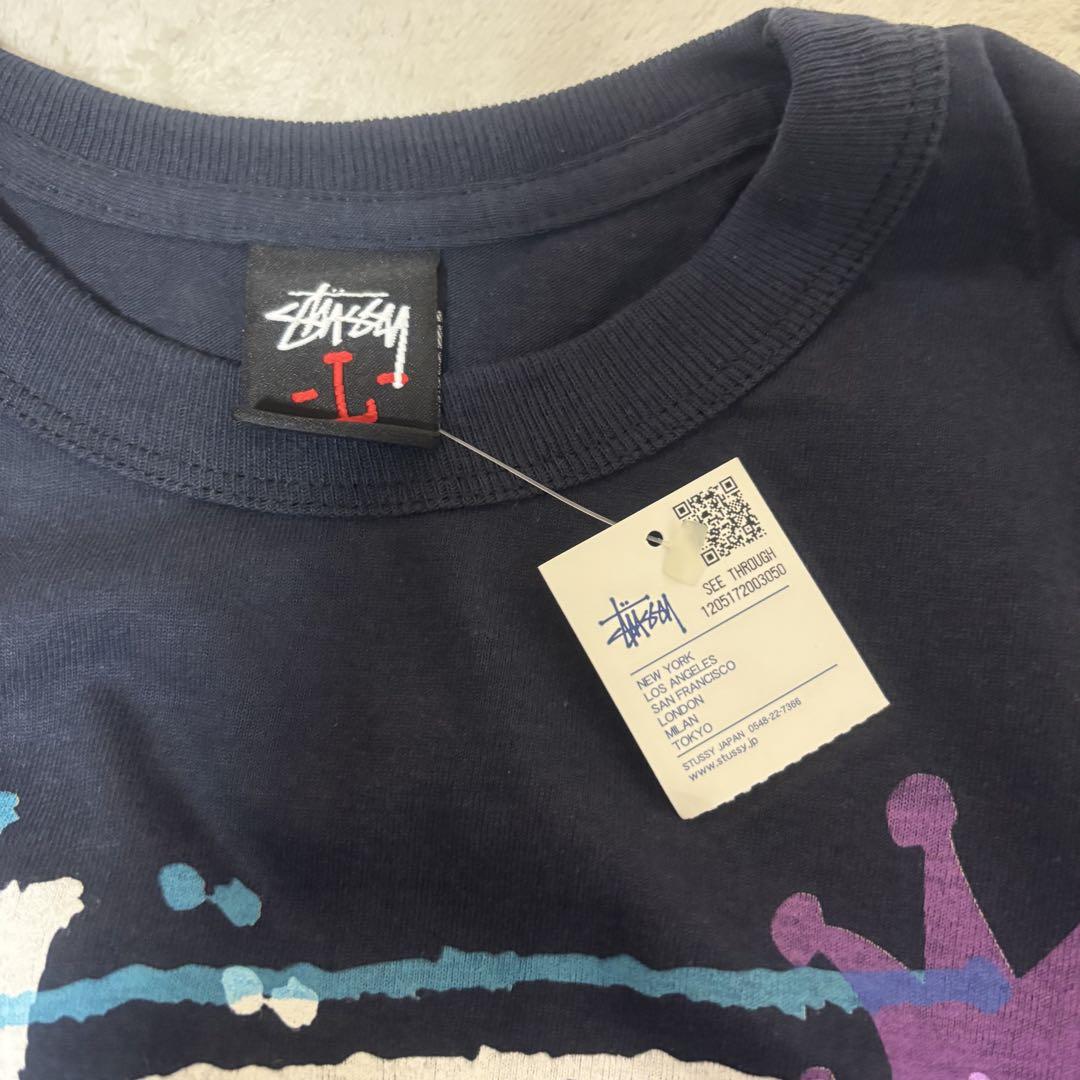 STÜSSY
- L -
SEE THROUGH
1205172003050
STÜSSY
NEW YORK
LOS ANGELES
SAN FRANCISCO
LONDON
MILAN
TOKYO
STUSSY JAPAN 0548-22-7366
www.stussy.jp